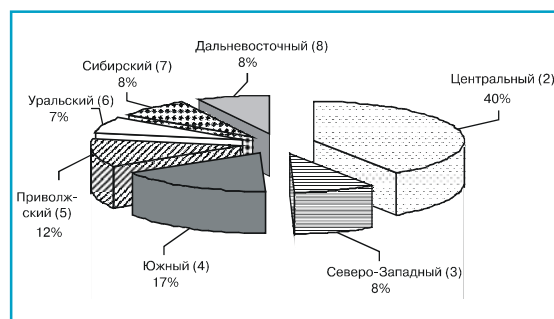 Дальневосточный (8)
8%
Сибирский (7)
8%
Центральный (2)
40%
Уральский (6)
7%
Приволж-
ский (5)
12%
Южный (4)
17%
Северо-Западный (3)
8%